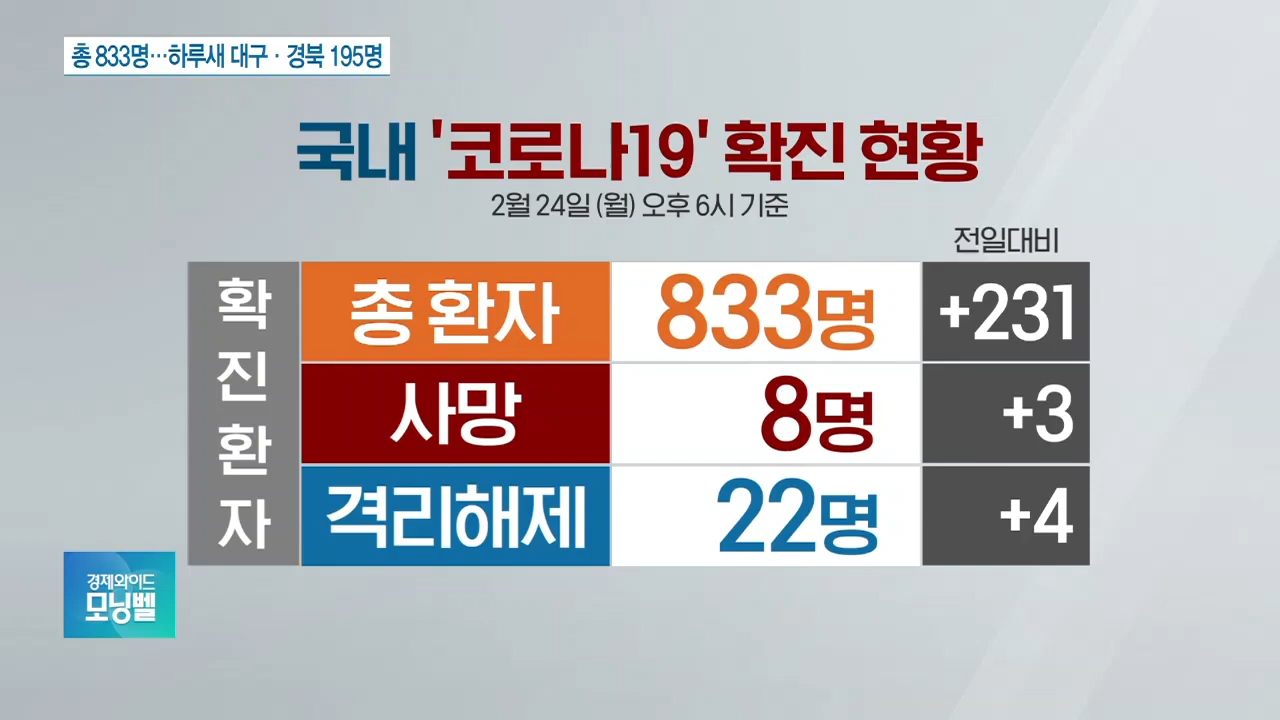 총 833명…하루새 대구·경북 195명
국내 '코로나19' 확진 현황
2월 24일 (월) 오후 6시 기준
전일대비
확진환자
총 환자 833명 +231
사망 8명 +3
격리해제 22명 +4
경제와이드
모닝벨